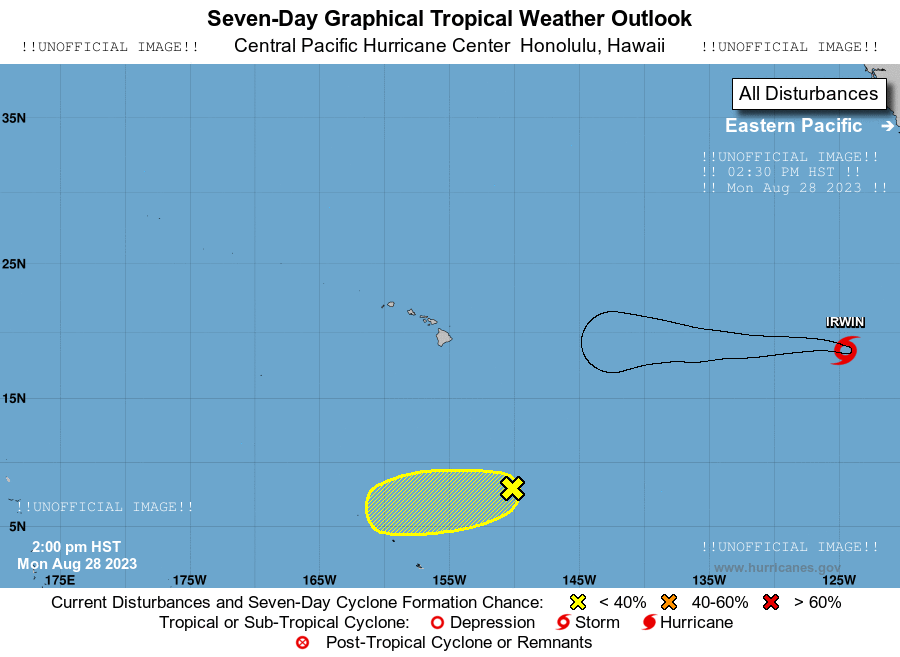 Seven-Day Graphical Tropical Weather Outlook
!!UNOFFICIAL IMAGE!! Central Pacific Hurricane Center Honolulu, Hawaii !!UNOFFICIAL IMAGE!!
All Disturbances
35N
Eastern Pacific
!!UNOFFICIAL IMAGE!!
!! 02:30 PM HST !!
!! Mon Aug 28 2023 !!
25N
IRWIN
15N
!!UNOFFICIAL IMAGE!!
5N
2:00 pm HST
Mon Aug 28 2023
!!UNOFFICIAL IMAGE!!
www.hurricanes.gov
175E 175W 165W 155W 145W 135W 125W
Current Disturbances and Seven-Day Cyclone Formation Chance: < 40% 40-60% > 60%
Tropical or Sub-Tropical Cyclone: Depression Storm Hurricane
Post-Tropical Cyclone or Remnants